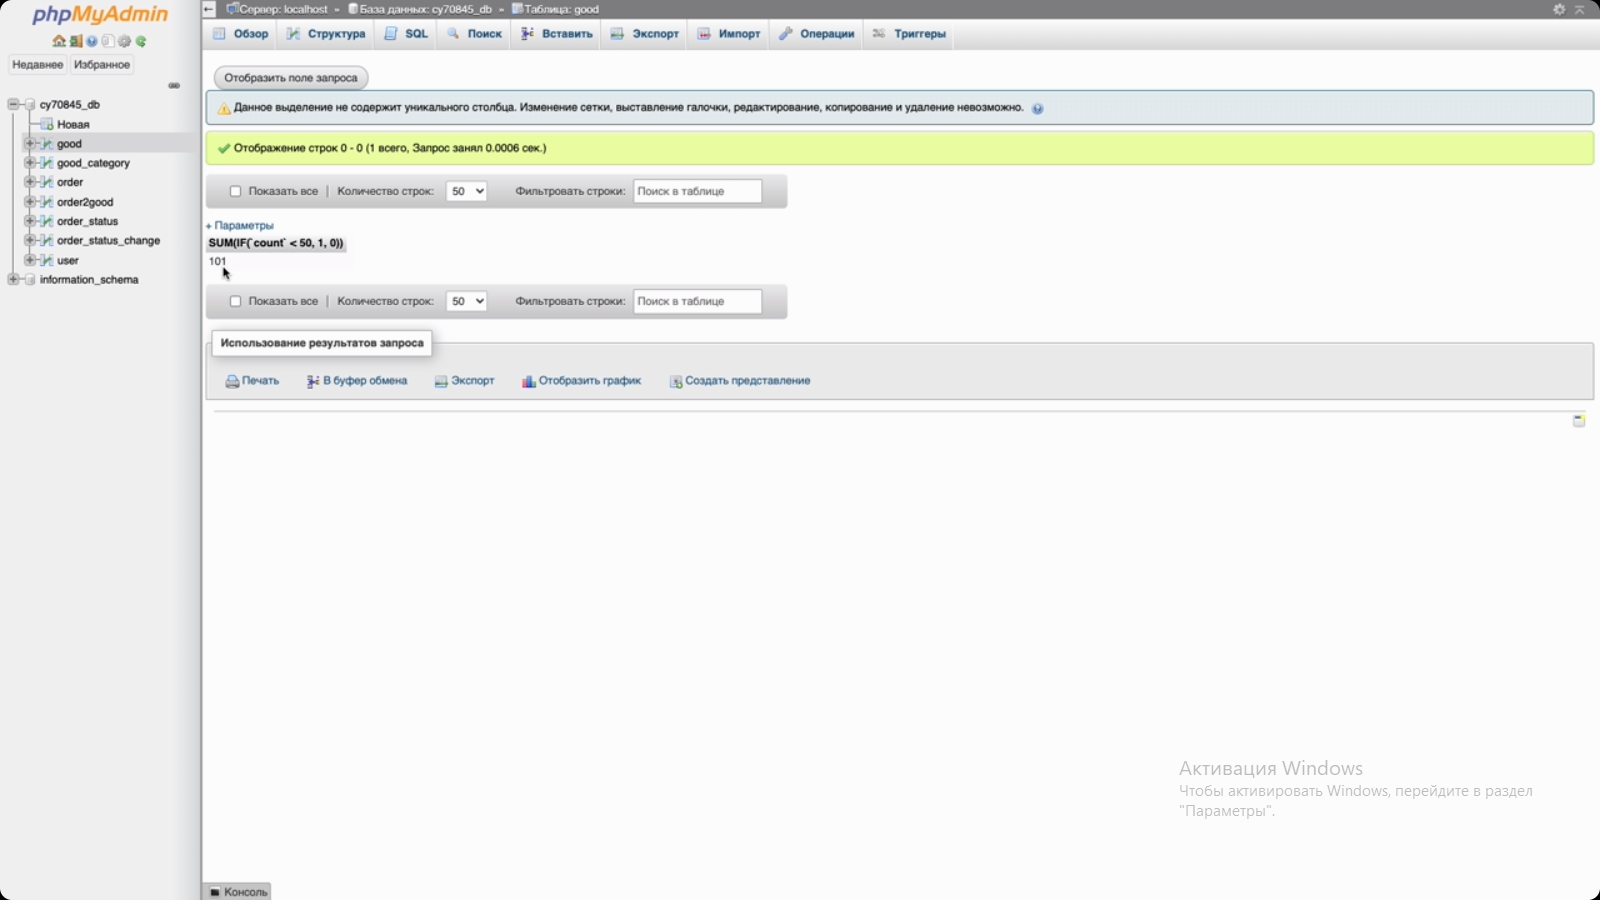 phpMyAdmin
Недавнее Избранное
cy70845_db
Новая
good
good_category
order
order2good
order_status
order_status_change
user
information_schema
Сервер: localhost » База данных: cy70845_db » Таблица: good
Обзор Структура SQL Поиск Вставить Экспорт Импорт Операции Триггеры
Отобразить поле запроса
Данное выделение не содержит уникального столбца. Изменение сетки, выставление галочки, редактирование, копирование и удаление невозможно.
Отображение строк 0 - 0 (1 всего, Запрос занял 0.0006 сек.)
Показать все | Количество строк: 50 Фильтровать строки: Поиск в таблице
+ Параметры
SUM(IF(`count` < 50, 1, 0))
101
Показать все | Количество строк: 50 Фильтровать строки: Поиск в таблице
Использование результатов запроса
Печать В буфер обмена Экспорт Отобразить график Создать представление
Активация Windows
Чтобы активировать Windows, перейдите в раздел
"Параметры".
Консоль